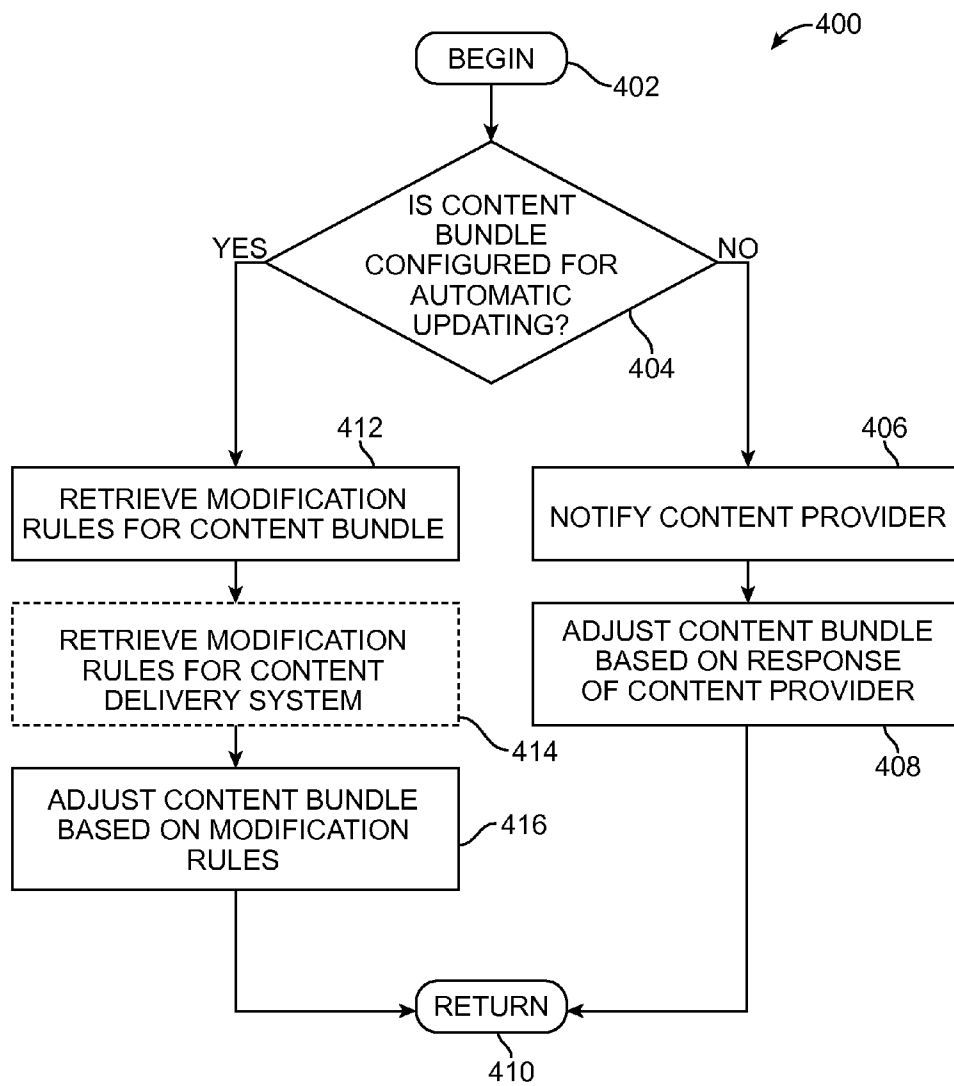 400
BEGIN
402
IS CONTENT
BUNDLE
CONFIGURED FOR
AUTOMATIC
UPDATING?
YES
NO
404
412
RETRIEVE MODIFICATION
RULES FOR CONTENT BUNDLE
406
NOTIFY CONTENT PROVIDER
RETRIEVE MODIFICATION
RULES FOR CONTENT
DELIVERY SYSTEM
414
ADJUST CONTENT BUNDLE
BASED ON RESPONSE
OF CONTENT PROVIDER
408
ADJUST CONTENT BUNDLE
BASED ON MODIFICATION
RULES
416
RETURN
410